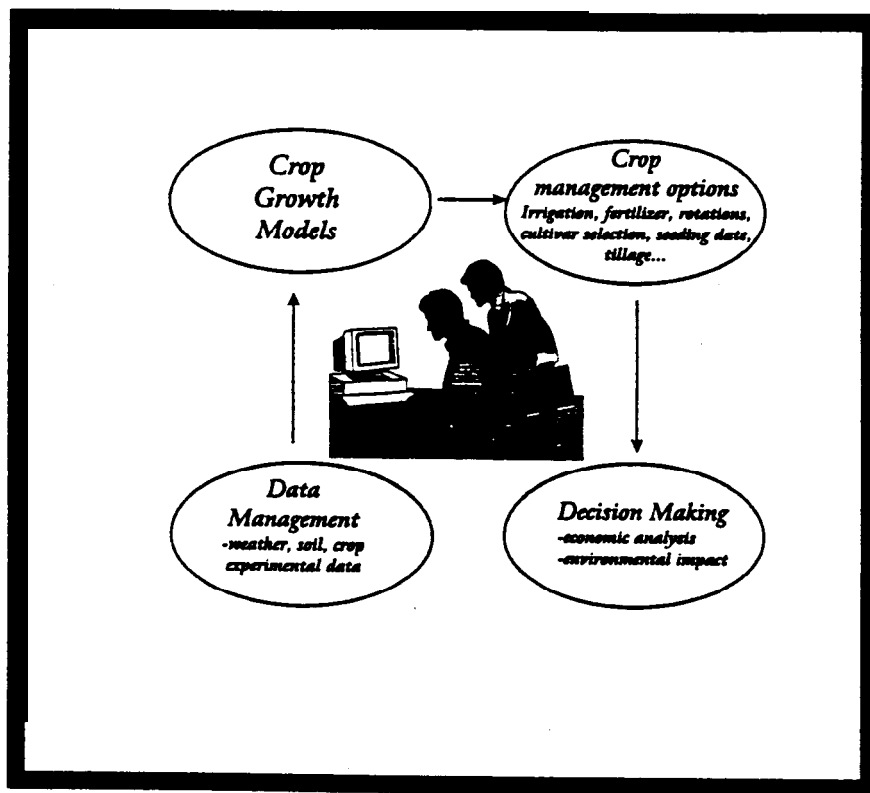 Crop
Growth
Models
Crop
management options
Irrigation, fertilizer, rotations,
cultivar selection, seeding date,
tillage...
Data
Management
-weather, soil, crop
experimental data
Decision Making
-economic analysis
-environmental impact